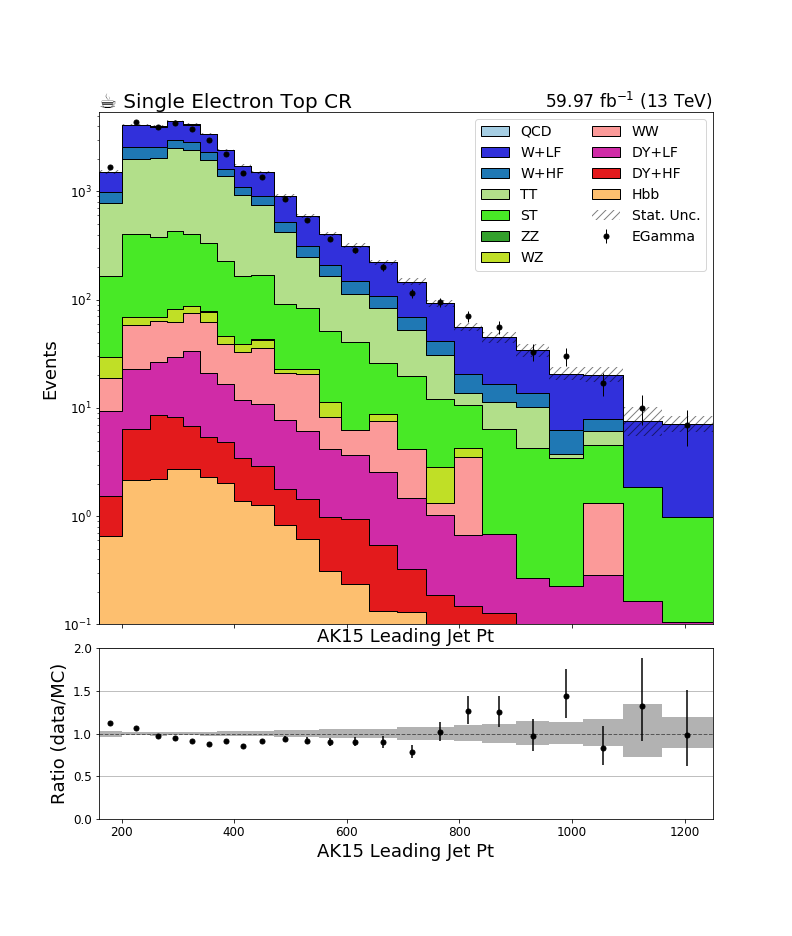 ☕ Single Electron Top CR 59.97 fb⁻¹ (13 TeV)
QCD WW
W+LF DY+LF
W+HF DY+HF
TT Hbb
ST Stat. Unc.
ZZ EGamma
WZ
Events
10³
10²
10¹
10⁰
10⁻¹
AK15 Leading Jet Pt
Ratio (data/MC)
2.0
1.5
1.0
0.5
0.0
200 400 600 800 1000 1200
AK15 Leading Jet Pt